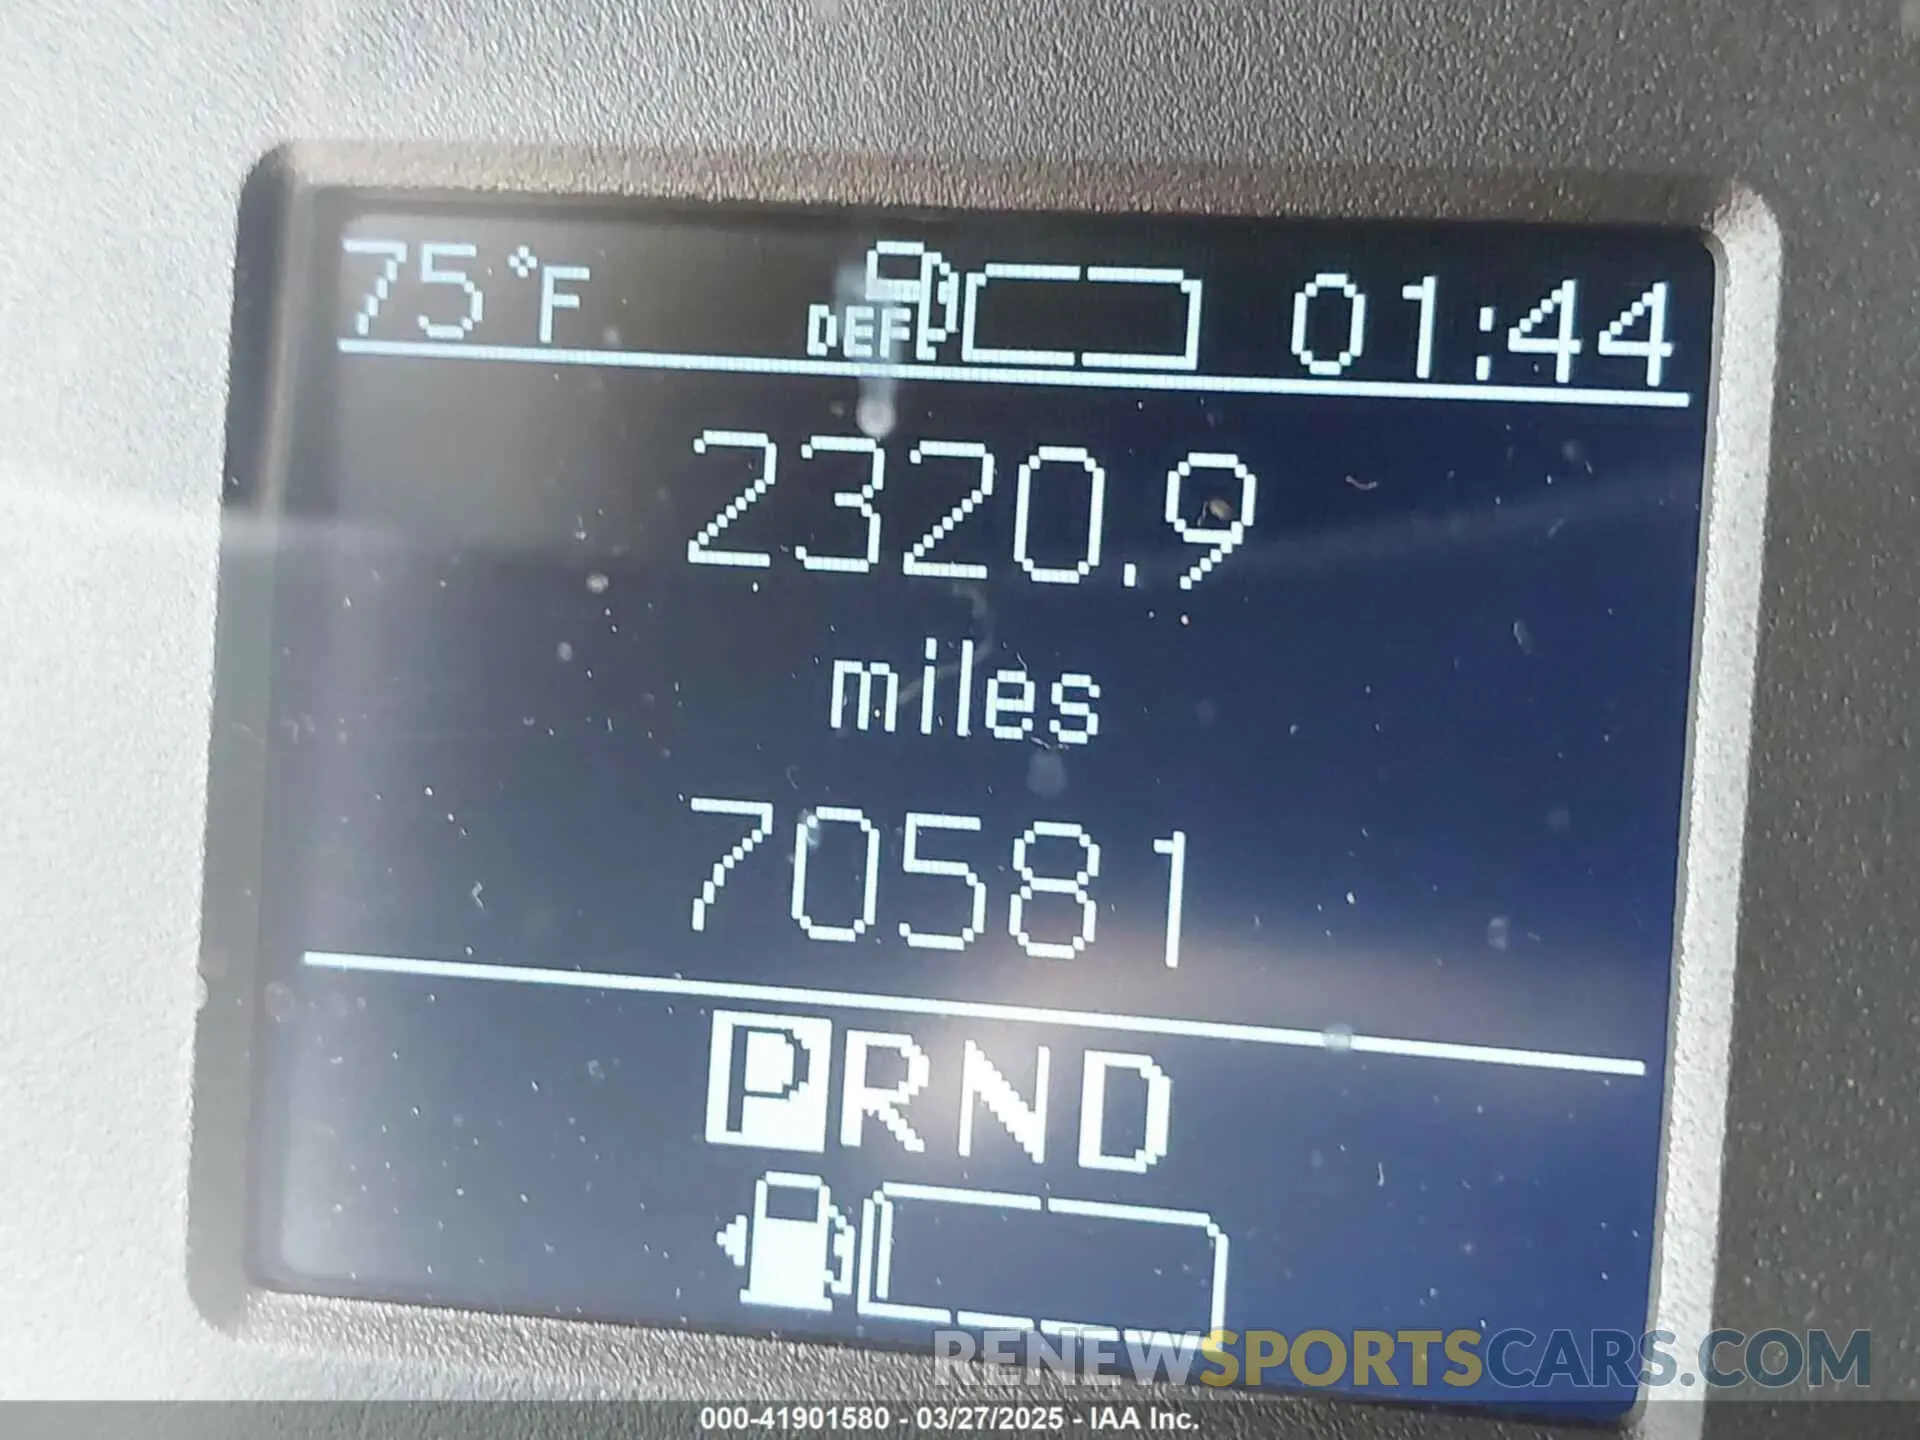 75°F DEF 01:44
2320.9
miles
70581
PRND
RENEWSPORTSCARS.COM
000-41901580 - 03/27/2025 - IAA Inc.